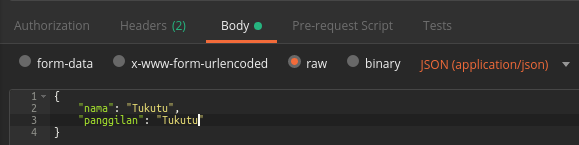 Authorization Headers (2) Body Pre-request Script Tests
form-data x-www-form-urlencoded raw binary JSON (application/json)
1 {
2 "nama": "Tukutu",
3 "panggilan": "Tukutu"
4 }